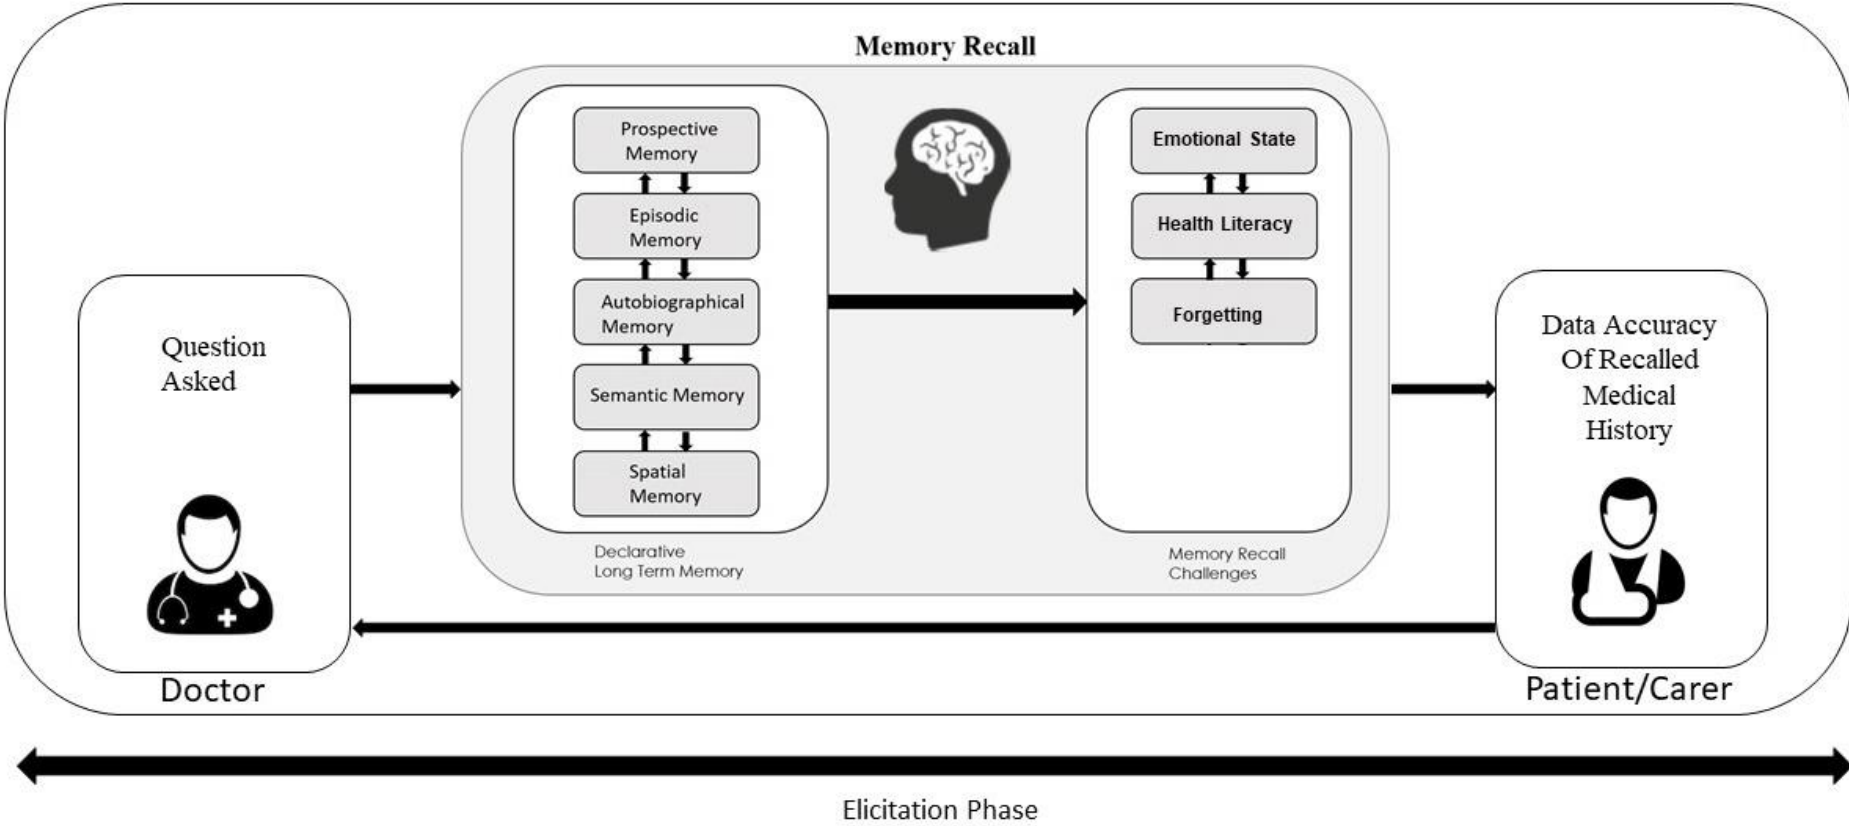 Memory Recall
Prospective
Memory
Episodic
Memory
Autobiographical
Memory
Semantic Memory
Spatial
Memory
Declarative
Long Term Memory
Emotional State
Health Literacy
Forgetting
Memory Recall
Challenges
Question
Asked
Doctor
Data Accuracy
Of Recalled
Medical
History
Patient/Carer
Elicitation Phase